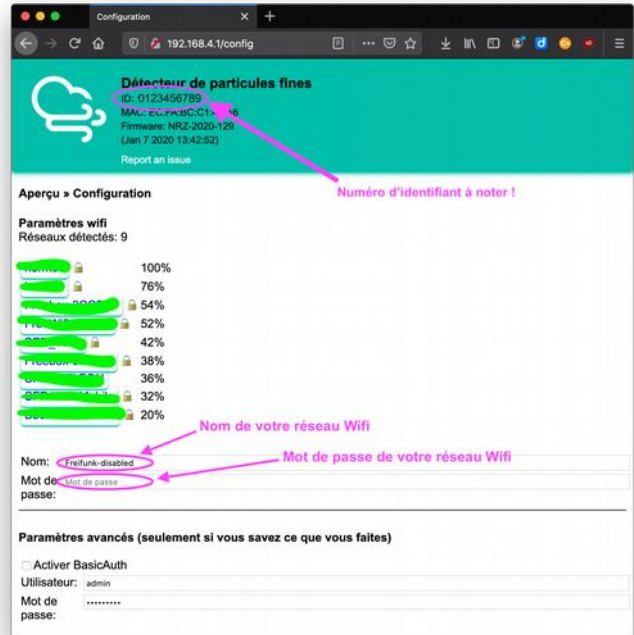 Configuration
192.168.4.1/config
Détecteur de particules fines
ID: 0123456789
Firmware: NRZ-2020-129
(Jan 7 2020 13:42:52)
Report an issue
Numéro d'identifiant à noter !
Aperçu » Configuration
Paramètres wifi
Réseaux détectés: 9
100%
76%
54%
52%
42%
38%
36%
32%
20%
Nom de votre réseau Wifi
Mot de passe de votre réseau Wifi
Nom: Freifunk-disabled
Mot de passe: Mot de passe
Paramètres avancés (seulement si vous savez ce que vous faites)
Activer BasicAuth
Utilisateur: admin
Mot de
passe: